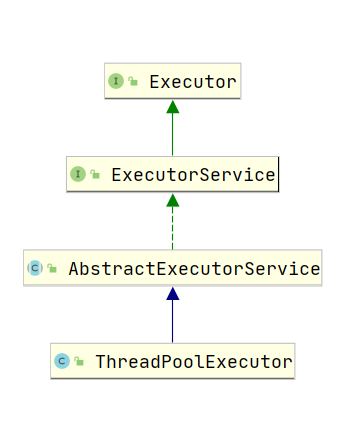 I Executor
I ExecutorService
C AbstractExecutorService
C ThreadPoolExecutor